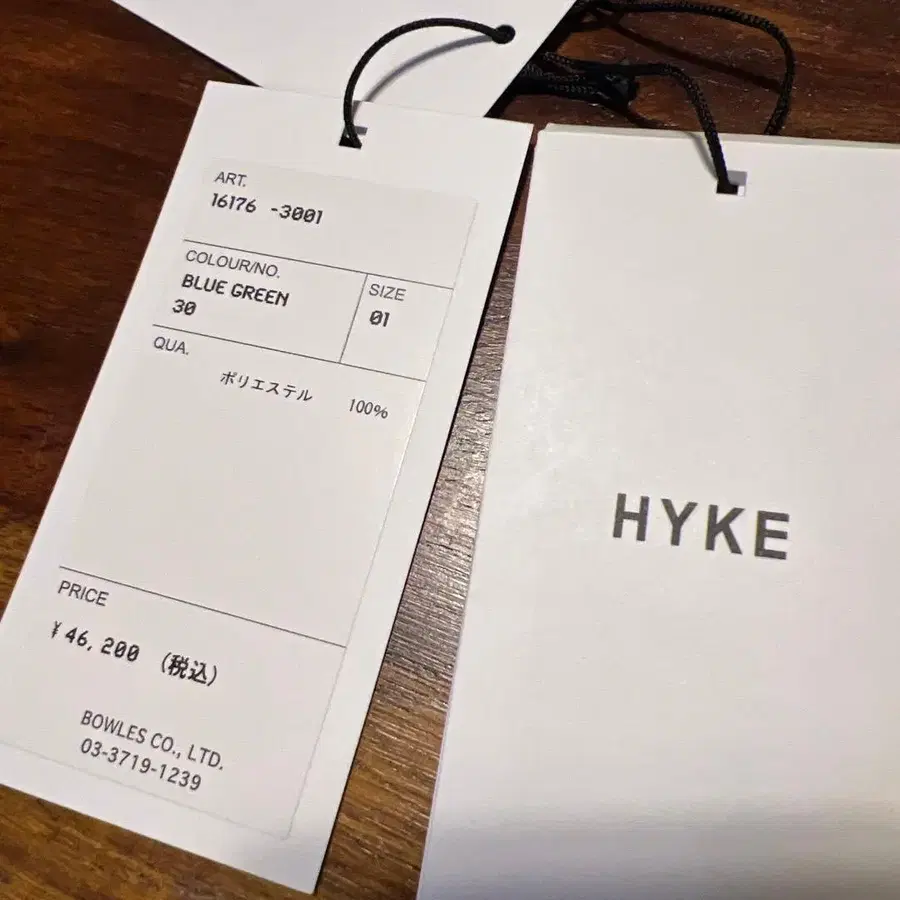 ART.
16176 -3001
COLOUR/NO.
BLUE GREEN
30
SIZE
01
QUA.
ポリエステル 100%
PRICE
¥46,200 (税込)
BOWLES CO., LTD.
03-3719-1239
HYKE